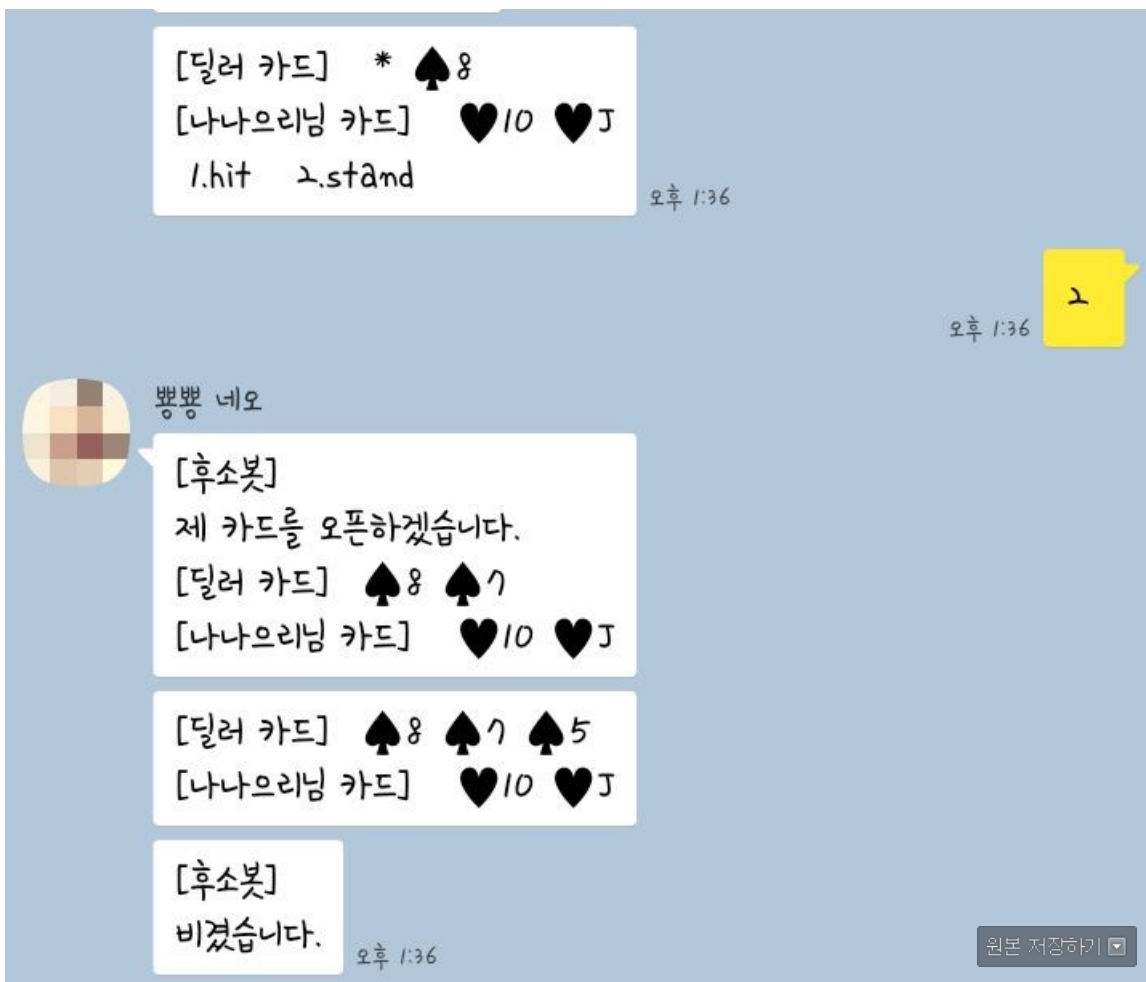 [딜러 카드] * ♠8
[나나으리님 카드] ♥10 ♥J
1.hit 2.stand
오후 1:36
2
오후 1:36
뿅뿅 네오
[후소봇]
제 카드를 오픈하겠습니다.
[딜러 카드] ♠8 ♠7
[나나으리님 카드] ♥10 ♥J
[딜러 카드] ♠8 ♠7 ♠5
[나나으리님 카드] ♥10 ♥J
[후소봇]
비겼습니다.
오후 1:36
원본 저장하기